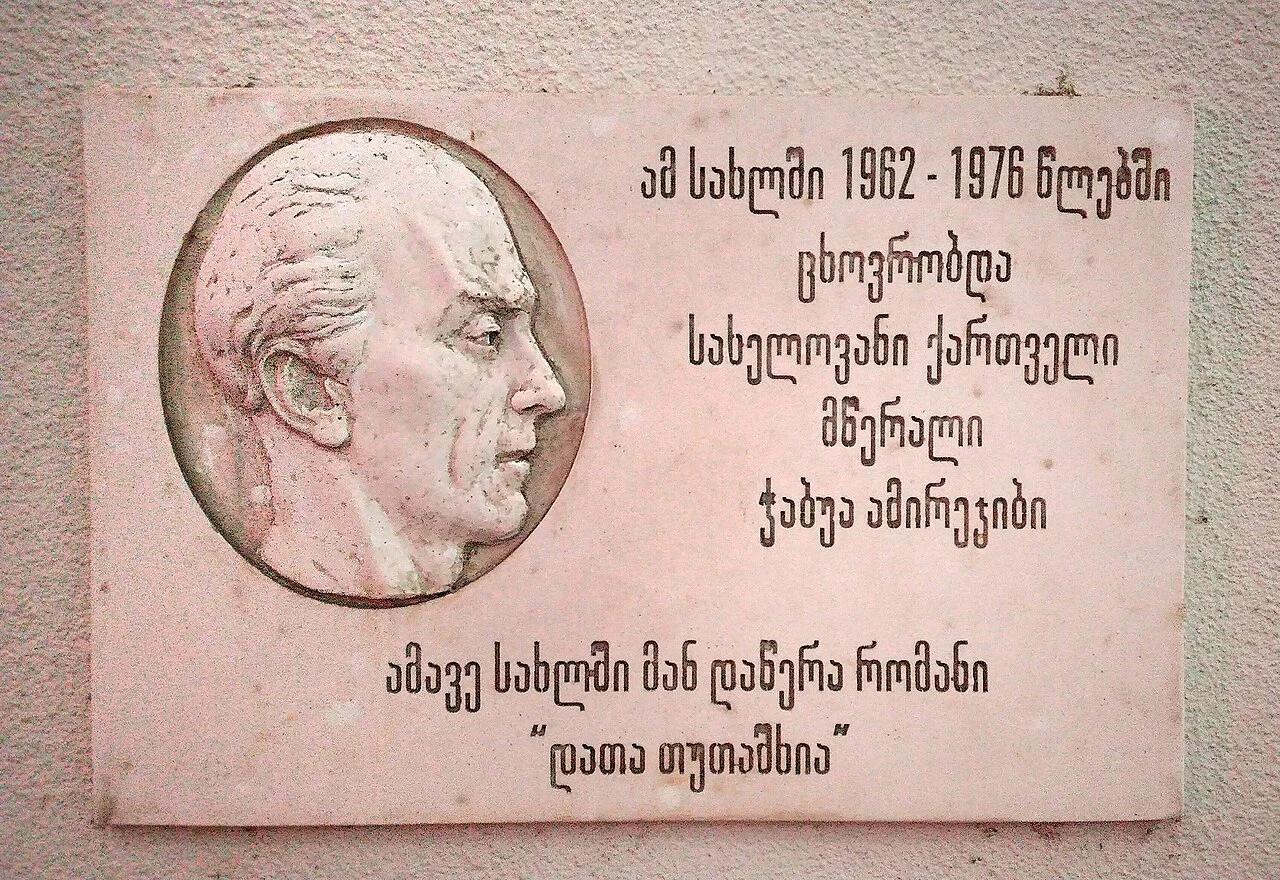 ამ სახლში 1962 - 1976 წლებში
ცხოვრობდა
სახელოვანი ქართველი
მწერალი
ჭაბუა ამირეჯიბი
ამავე სახლში მან დაწერა რომანი
“დათა თუთაშხია”